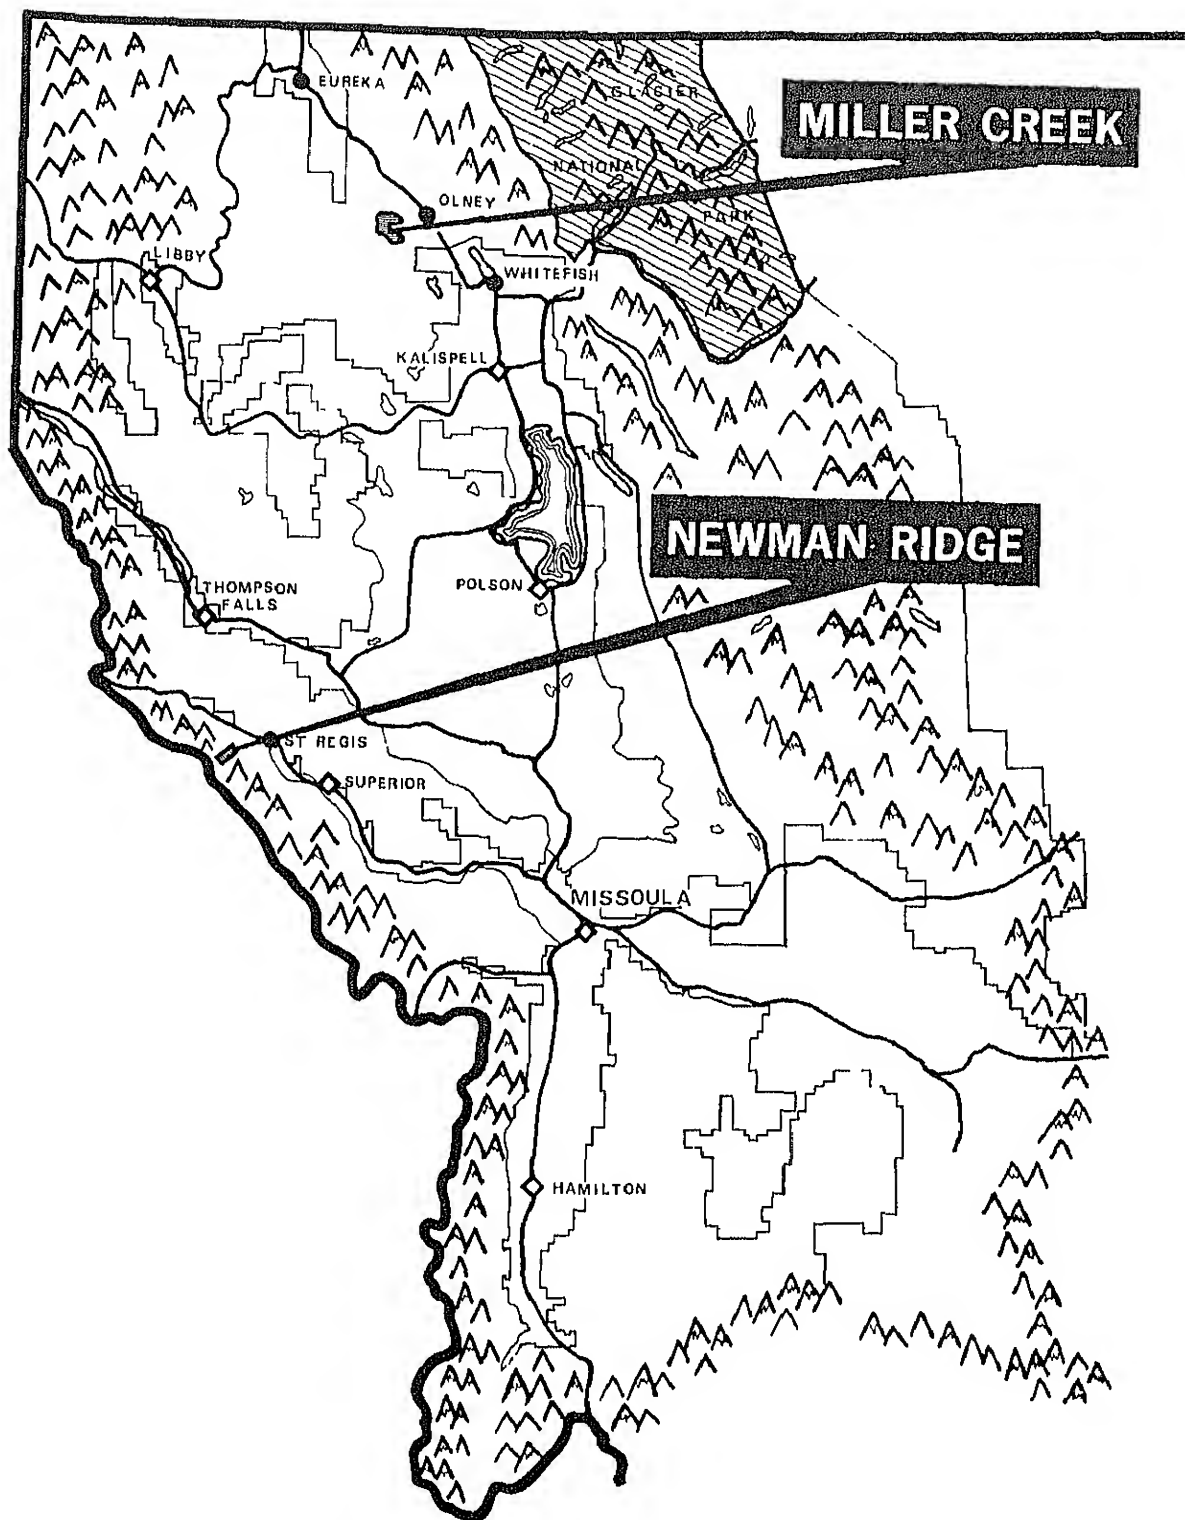 EUREKA
GLACIER
MILLER CREEK
NATIONAL
OLNEY
PARK
LIBBY
WHITEFISH
KALISPELL
NEWMAN RIDGE
THOMPSON
FALLS
POLSON
ST REGIS
SUPERIOR
MISSOULA
HAMILTON